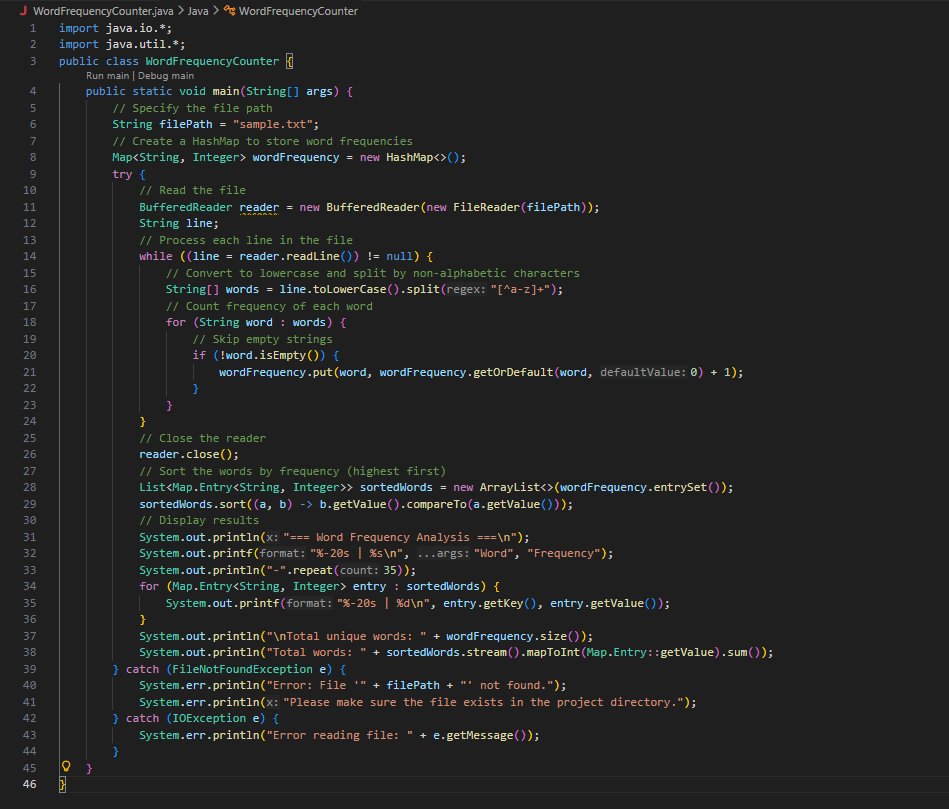 WordFrequencyCounter.java > Java > WordFrequencyCounter
1 import java.io.*;
2 import java.util.*;
3 public class WordFrequencyCounter {
Run main | Debug main
4     public static void main(String[] args) {
5         // Specify the file path
6         String filePath = "sample.txt";
7         // Create a HashMap to store word frequencies
8         Map<String, Integer> wordFrequency = new HashMap<>();
9         try {
10             // Read the file
11             BufferedReader reader = new BufferedReader(new FileReader(filePath));
12             String line;
13             // Process each line in the file
14             while ((line = reader.readLine()) != null) {
15                 // Convert to lowercase and split by non-alphabetic characters
16                 String[] words = line.toLowerCase().split(regex: "[^a-z]+");
17                 // Count frequency of each word
18                 for (String word : words) {
19                     // Skip empty strings
20                     if (!word.isEmpty()) {
21                         wordFrequency.put(word, wordFrequency.getOrDefault(word, defaultValue: 0) + 1);
22                     }
23                 }
24             }
25             // Close the reader
26             reader.close();
27             // Sort the words by frequency (highest first)
28             List<Map.Entry<String, Integer>> sortedWords = new ArrayList<>(wordFrequency.entrySet());
29             sortedWords.sort((a, b) -> b.getValue().compareTo(a.getValue()));
30             // Display results
31             System.out.println(x: "=== Word Frequency Analysis ===\n");
32             System.out.printf(format: "%-20s | %s\n", ...args: "Word", "Frequency");
33             System.out.println("-".repeat(count: 35));
34             for (Map.Entry<String, Integer> entry : sortedWords) {
35                 System.out.printf(format: "%-20s | %d\n", entry.getKey(), entry.getValue());
36             }
37             System.out.println("\nTotal unique words: " + wordFrequency.size());
38             System.out.println("Total words: " + sortedWords.stream().mapToInt(Map.Entry::getValue).sum());
39         } catch (FileNotFoundException e) {
40             System.err.println("Error: File '" + filePath + "' not found.");
41             System.err.println(x: "Please make sure the file exists in the project directory.");
42         } catch (IOException e) {
43             System.err.println("Error reading file: " + e.getMessage());
44         }
45     }
46 }